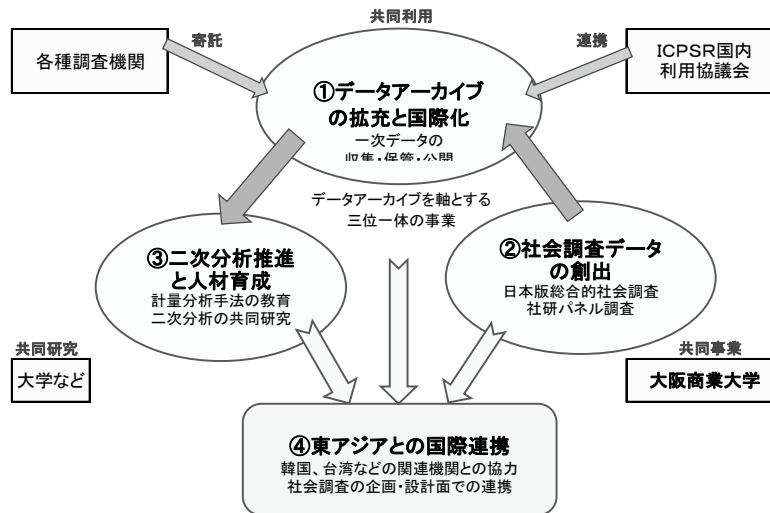 共同利用
各種調査機関
寄託
連携
ICPSR国内
利用協議会
①データアーカイブ
の拡充と国際化
一次データの
収集・保管・公開
データアーカイブを軸とする
三位一体の事業
③二次分析推進
と人材育成
計量分析手法の教育
二次分析の共同研究
②社会調査データ
の創出
日本版総合的社会調査
社研パネル調査
共同研究
大学など
共同事業
大阪商業大学
④東アジアとの国際連携
韓国、台湾などの関連機関との協力
社会調査の企画・設計面での連携